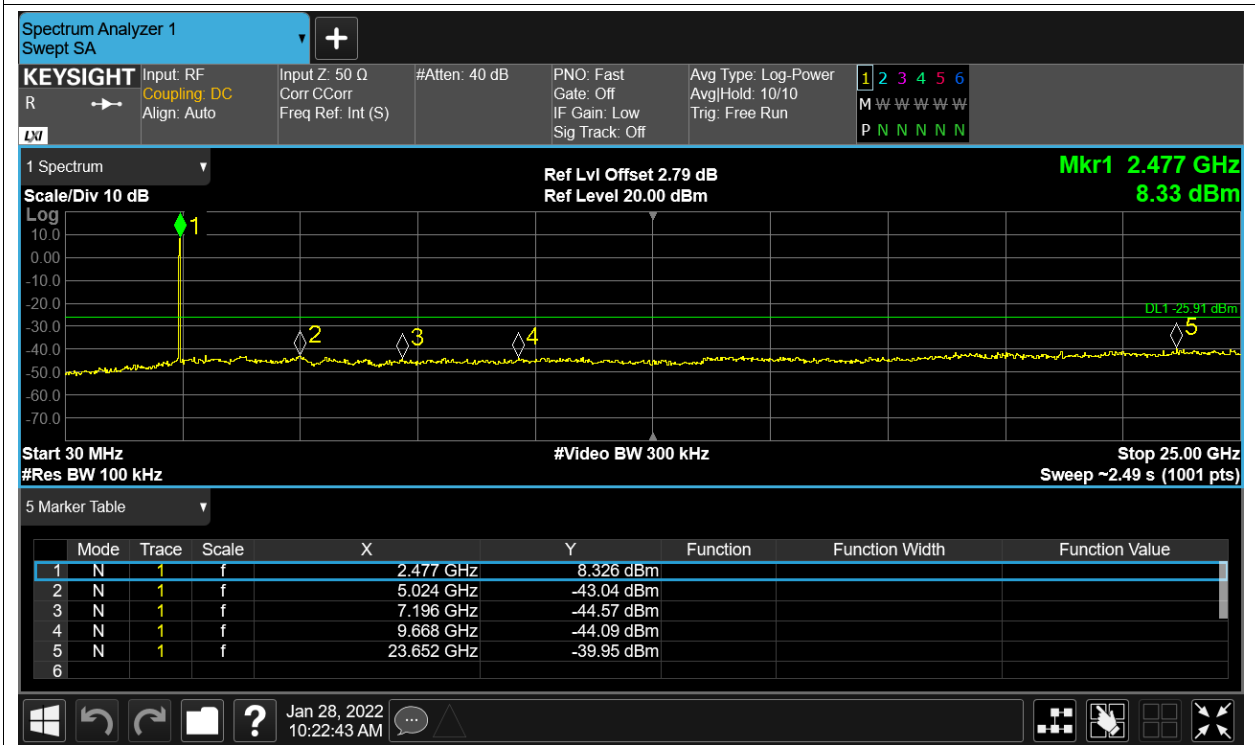 Spectrum Analyzer 1
Swept SA
+
KEYSIGHT Input: RF Input Z: 50 Ω #Atten: 40 dB PNO: Fast Avg Type: Log-Power 1 2 3 4 5 6
R Coupling: DC Corr CCorr Gate: Off Avg|Hold: 10/10 M W W W W W
Align: Auto Freq Ref: Int (S) IF Gain: Low Trig: Free Run
LXI Sig Track: Off P N N N N N
1 Spectrum Ref Lvl Offset 2.79 dB Mkr1 2.477 GHz
Scale/Div 10 dB Ref Level 20.00 dBm 8.33 dBm
Log
1
10.0
0.00
-10.0
-20.0
DL1 -25.91 dBm
-30.0
2 3 4 5
-40.0
-50.0
-60.0
-70.0
Start 30 MHz #Video BW 300 kHz Stop 25.00 GHz
#Res BW 100 kHz Sweep ~2.49 s (1001 pts)
5 Marker Table
Mode Trace Scale X Y Function Function Width Function Value
1 N 1 f 2.477 GHz 8.326 dBm
2 N 1 f 5.024 GHz -43.04 dBm
3 N 1 f 7.196 GHz -44.57 dBm
4 N 1 f 9.668 GHz -44.09 dBm
5 N 1 f 23.652 GHz -39.95 dBm
6
? Jan 28, 2022
10:22:43 AM